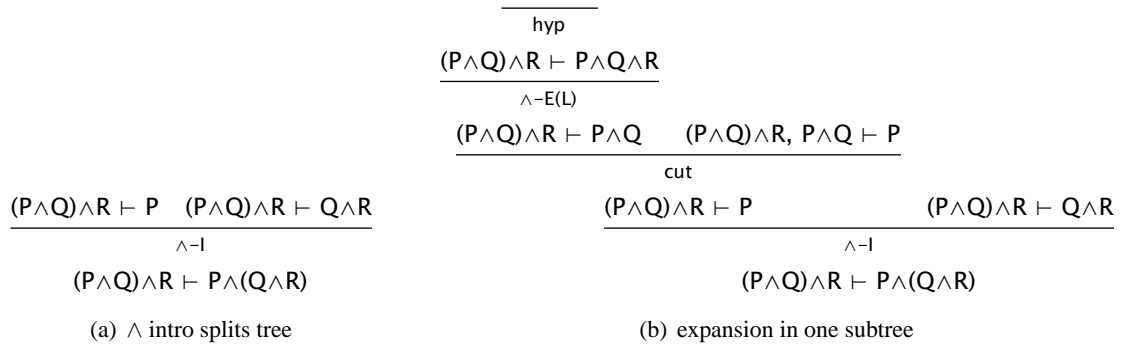 hyp
(P∧Q)∧R ⊢ P∧Q∧R
∧-E(L)
(P∧Q)∧R ⊢ P∧Q (P∧Q)∧R, P∧Q ⊢ P
cut
(P∧Q)∧R ⊢ P (P∧Q)∧R ⊢ Q∧R
∧-I
(P∧Q)∧R ⊢ P∧(Q∧R)
(a) ∧ intro splits tree
(P∧Q)∧R ⊢ P (P∧Q)∧R ⊢ Q∧R
∧-I
(P∧Q)∧R ⊢ P∧(Q∧R)
(b) expansion in one subtree